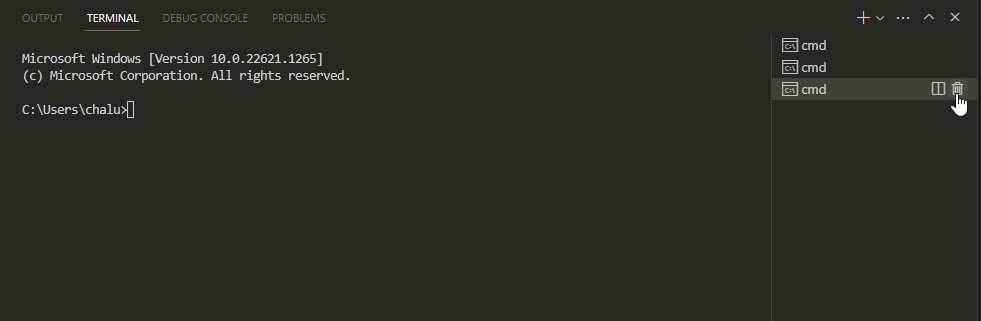 OUTPUT TERMINAL DEBUG CONSOLE PROBLEMS
Microsoft Windows [Version 10.0.22621.1265]
(c) Microsoft Corporation. All rights reserved.
C:\Users\chalu>
cmd
cmd
cmd